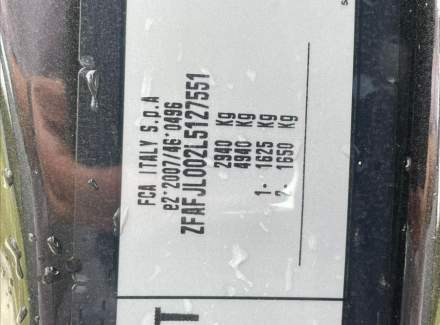 FCA ITALY S.p.A
e2*2007/46*0496
ZFAFJL002L5127551
2940 Kg
4940 Kg
1- 1625 Kg
2- 1650 Kg